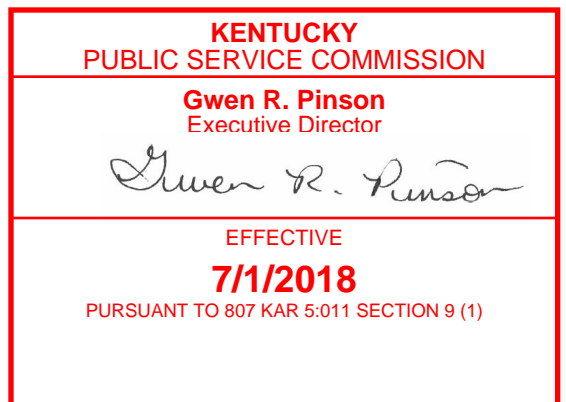 KENTUCKY
PUBLIC SERVICE COMMISSION
Gwen R. Pinson
Executive Director
Gwen R. Pinson
EFFECTIVE
7/1/2018
PURSUANT TO 807 KAR 5:011 SECTION 9 (1)